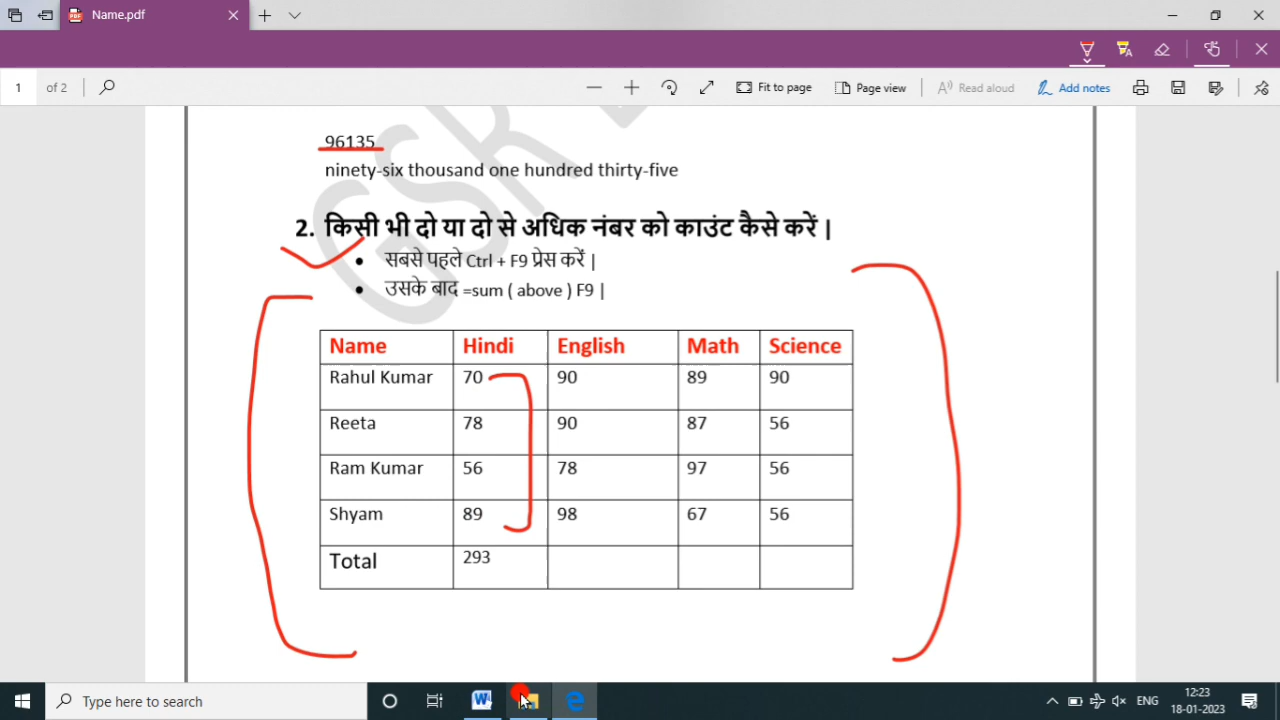 Name.pdf
1 of 2 Fit to page Page view Read aloud Add notes
96135
ninety-six thousand one hundred thirty-five
2. किसी भी दो या दो से अधिक नंबर को काउंट कैसे करें |
• सबसे पहले Ctrl + F9 प्रेस करें |
• उसके बाद =sum ( above ) F9 |
Name Hindi English Math Science
Rahul Kumar 70 90 89 90
Reeta 78 90 87 56
Ram Kumar 56 78 97 56
Shyam 89 98 67 56
Total 293
Type here to search
ENG
12:23
18-01-2023